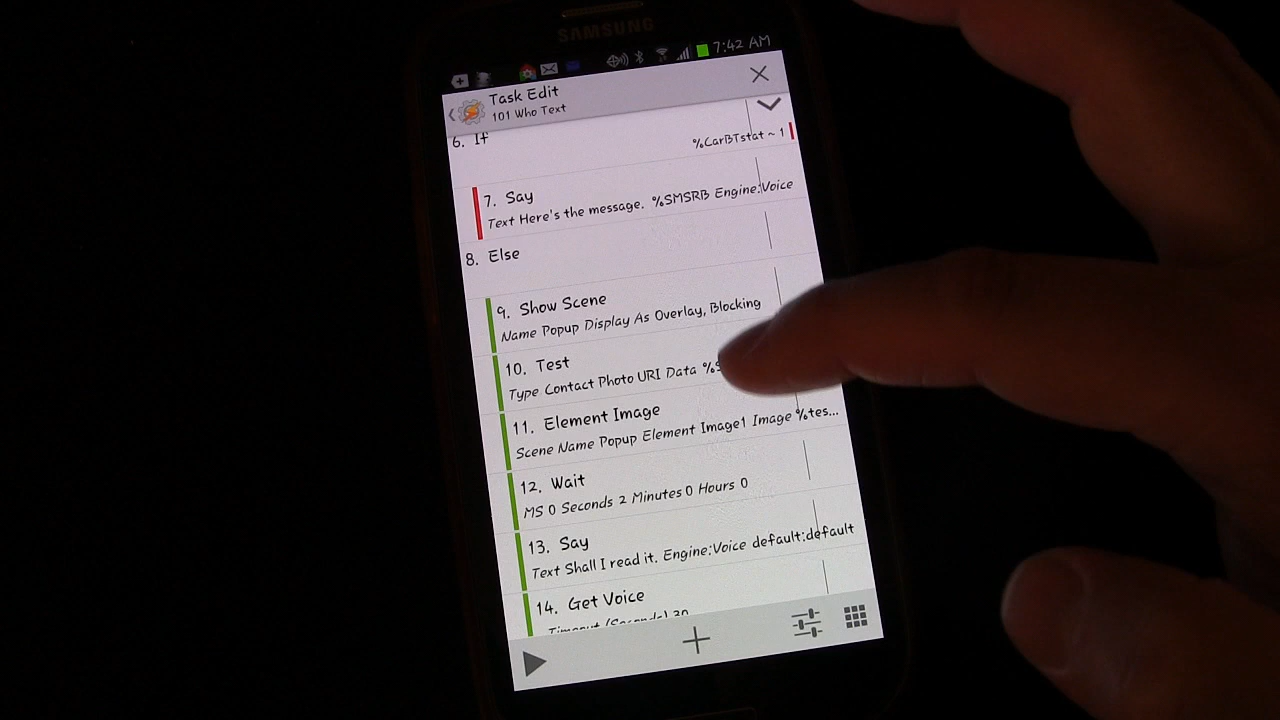 SAMSUNG
7:42 AM
Task Edit
101 Who Text
6. If
%CarBTstat ~ 1
7. Say
Text Here's the message. %SMSRB Engine:Voice
8. Else
9. Show Scene
Name Popup Display As Overlay, Blocking
10. Test
Type Contact Photo URI Data
11. Element Image
Scene Name Popup Element Image1 Image %tes...
12. Wait
MS 0 Seconds 2 Minutes 0 Hours 0
13. Say
Text Shall I read it. Engine:Voice default:default
14. Get Voice
Timeout (Seconds) 30